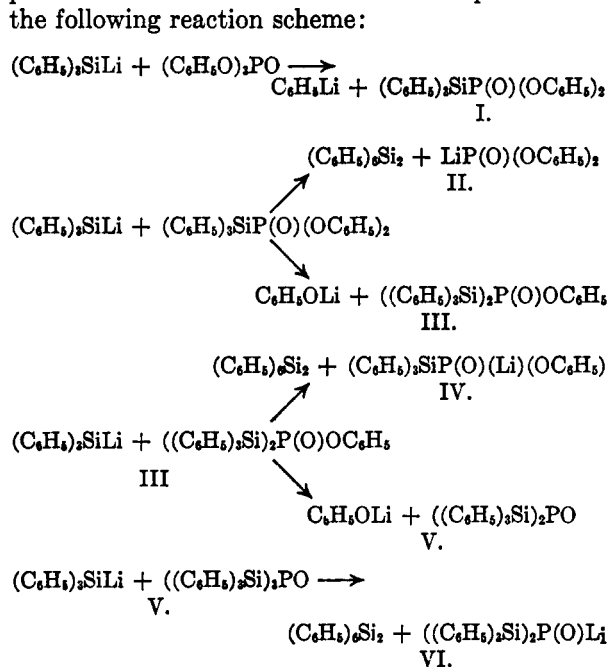 the following reaction scheme:
(C₆H₅)₃SiLi + (C₆H₅O)₃PO ⟶
C₆H₅Li + (C₆H₅)₃SiP(O)(OC₆H₅)₂
I.
(C₆H₅)₆Si₂ + LiP(O)(OC₆H₅)₂
II.
(C₆H₅)₃SiLi + (C₆H₅)₃SiP(O)(OC₆H₅)₂
C₆H₅OLi + ((C₆H₅)₃Si)₂P(O)OC₆H₅
III.
(C₆H₅)₆Si₂ + (C₆H₅)₃SiP(O)(Li)(OC₆H₅)
IV.
(C₆H₅)₃SiLi + ((C₆H₅)₃Si)₂P(O)OC₆H₅
III
C₆H₅OLi + ((C₆H₅)₃Si)₃PO
V.
(C₆H₅)₃SiLi + ((C₆H₅)₃Si)₃PO ⟶
V.
(C₆H₅)₆Si₂ + ((C₆H₅)₃Si)₂P(O)Li
VI.